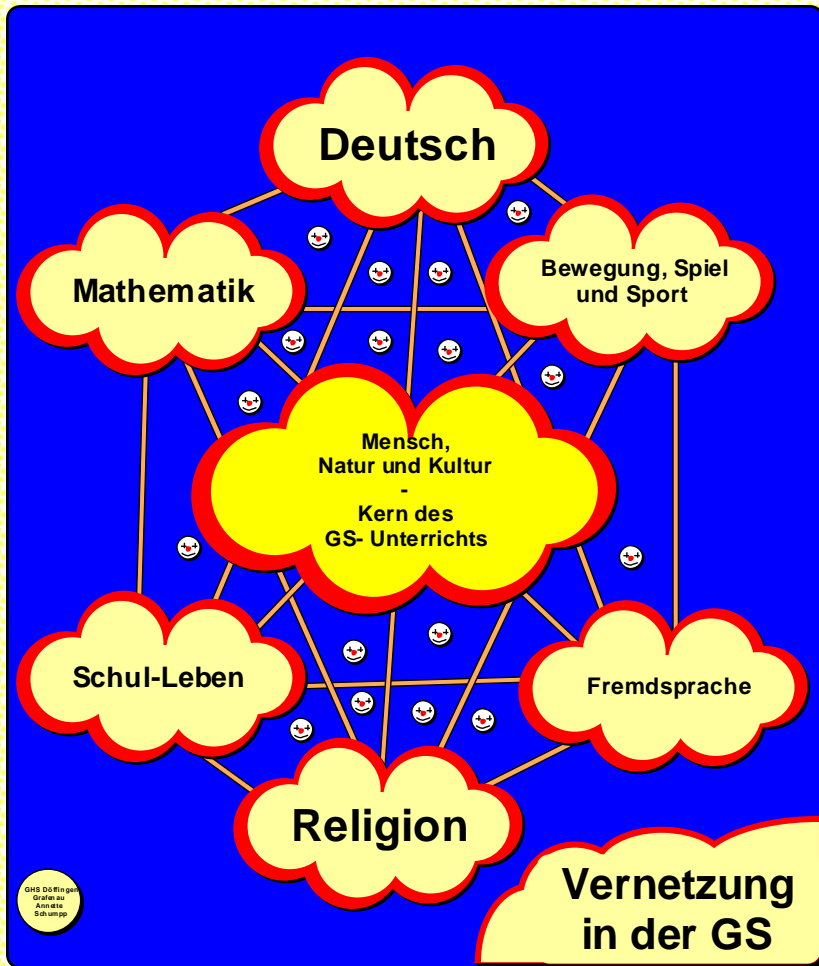 Deutsch
Mathematik
Bewegung, Spiel
und Sport
Mensch,
Natur und Kultur
-
Kern des
GS- Unterrichts
Schul-Leben
Fremdsprache
Religion
GHS Döffingen
Grafenau
Annette
Schumpp
Vernetzung
in der GS